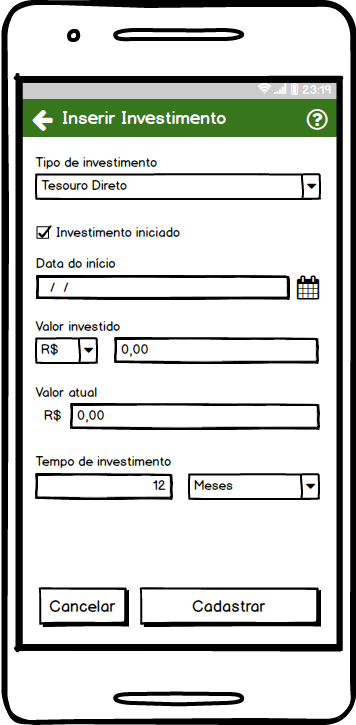 23:19
Inserir Investimento ?
Tipo de investimento
Tesouro Direto
Investimento iniciado
Data do início
/ /
Valor investido
R$ 0,00
Valor atual
R$ 0,00
Tempo de investimento
12 Meses
Cancelar Cadastrar